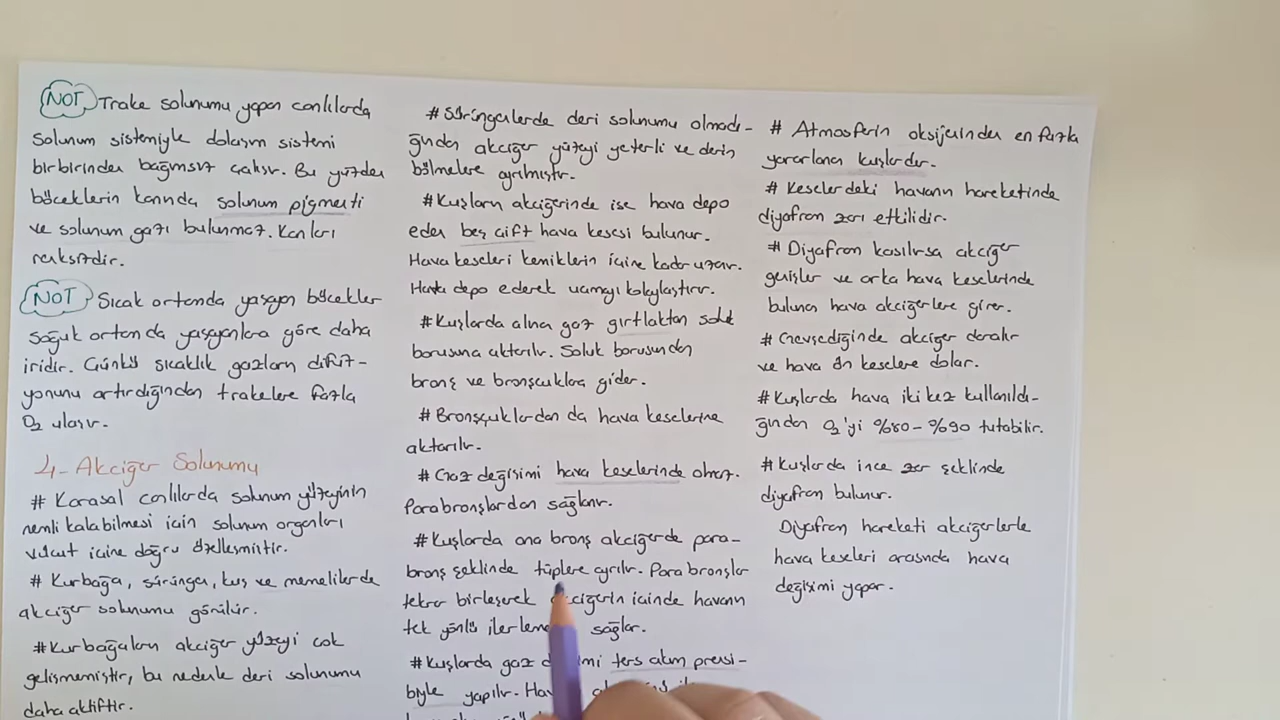 NOT Trake solunumu yapan canlılarda
solunum sistemiyle dolaşım sistemi
birbirinden bağımsız çalışır. Bu yüzden
böceklerin kanında solunum pigmenti
ve solunum gazı bulunmaz. Kanları
renksizdir.
NOT Sıcak ortamda yaşayan böcekler
soğuk ortamda yaşayanlara göre daha
iridir. Çünkü sıcaklık gazların difüz-
yonunu artırdığından trakelere fazla
O₂ ulaşır.
4- Akciğer Solunumu
# Karasal canlılarda solunum yüzeyinin
nemli kalabilmesi için solunum organları
vücut içine doğru özelleşmiştir.
# Kurbağa, sürüngen, kuş ve memelilerde
akciğer solunumu görülür.
# Kurbağaların akciğer yüzeyi çok
gelişmemiştir, bu nedenle deri solunumu
daha aktiftir.
# Sürüngenlerde deri solunumu olmadı-
ğından akciğer yüzeyi yeterli ve derin
bölmelere ayrılmıştır.
# Kuşların akciğerinde ise hava depo
eden beş çift hava kesesi bulunur.
Hava keseleri kemiklerin içine kadar uzanır.
Hava depo ederek uçmayı kolaylaştırır.
# Kuşlarda alınan gaz gırtlaktan soluk
borusuna aktarılır. Soluk borusundan
bronş ve bronşcuklara gider.
# Bronşçuklardan da hava keselerine
aktarılır.
# Gaz değişimi hava keselerinde olmaz.
Parabronşlardan sağlanır.
# Kuşlarda ana bronş akciğerde para-
bronş şeklinde tüplere ayrılır. Parabronşlar
tekrar birleşerek akciğerin içinde havanın
tek yönlü ilerleme sağlar.
# Kuşlarda gaz ters akım prensi-
biyle yapılır.
# Atmosferin oksijeninden en fazla
yararlanan kuşlardır.
# Keselerdeki havanın hareketinde
diyafram zarı etkilidir.
# Diyafram kasılırsa akciğer
genişler ve arka hava keselerinde
bulunan hava akciğerlere girer.
# Gevşediğinde akciğer daralır
ve hava ön keselere dolar.
# Kuşlarda hava iki kez kullanıldı-
ğından O₂'yi %80-%90 tutabilir.
# Kuşlarda ince zar şeklinde
diyafram bulunur.
Diyafram hareketi akciğerlerle
hava keseleri arasında hava
değişimi yapar.